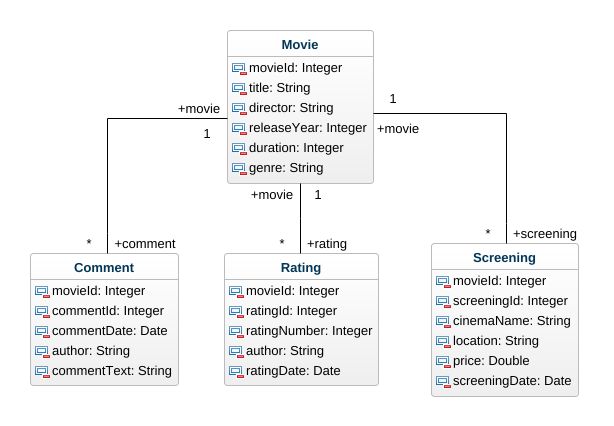 Movie
movieId: Integer
title: String
director: String
releaseYear: Integer
duration: Integer
genre: String
+movie
1
1
+movie
+movie
1
*
+comment
*
+rating
*
+screening
Comment
movieId: Integer
commentId: Integer
commentDate: Date
author: String
commentText: String
Rating
movieId: Integer
ratingId: Integer
ratingNumber: Integer
author: String
ratingDate: Date
Screening
movieId: Integer
screeningId: Integer
cinemaName: String
location: String
price: Double
screeningDate: Date